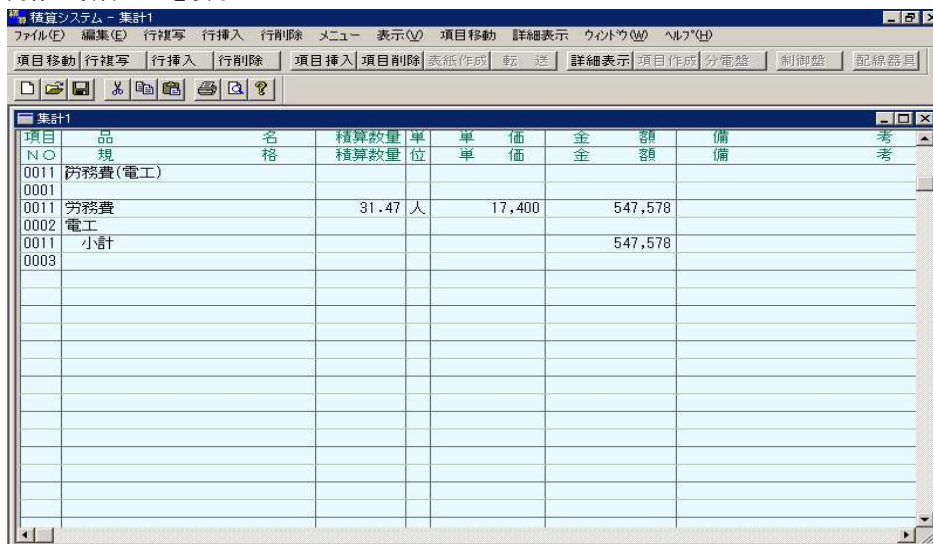 積算システム - 集計1
ファイル(F) 編集(E) 行複写 行挿入 行削除 メニュー 表示(V) 項目移動 詳細表示 ウィンドウ(W) ヘルプ(H)
項目移動 行複写 行挿入 行削除 項目挿入 項目削除 表紙作成 転 送 詳細表示 項目作成 分電盤 制御盤 配線器具
集計1
項目 品 名 積算数量 単 単 価 金 額 備 考
NO 規 格 積算数量 位 単 価 金 額 備 考
0011 労務費(電工)
0001
0011 労務費 31.47 人 17,400 547,578
0002 電工
0011 小計 547,578
0003